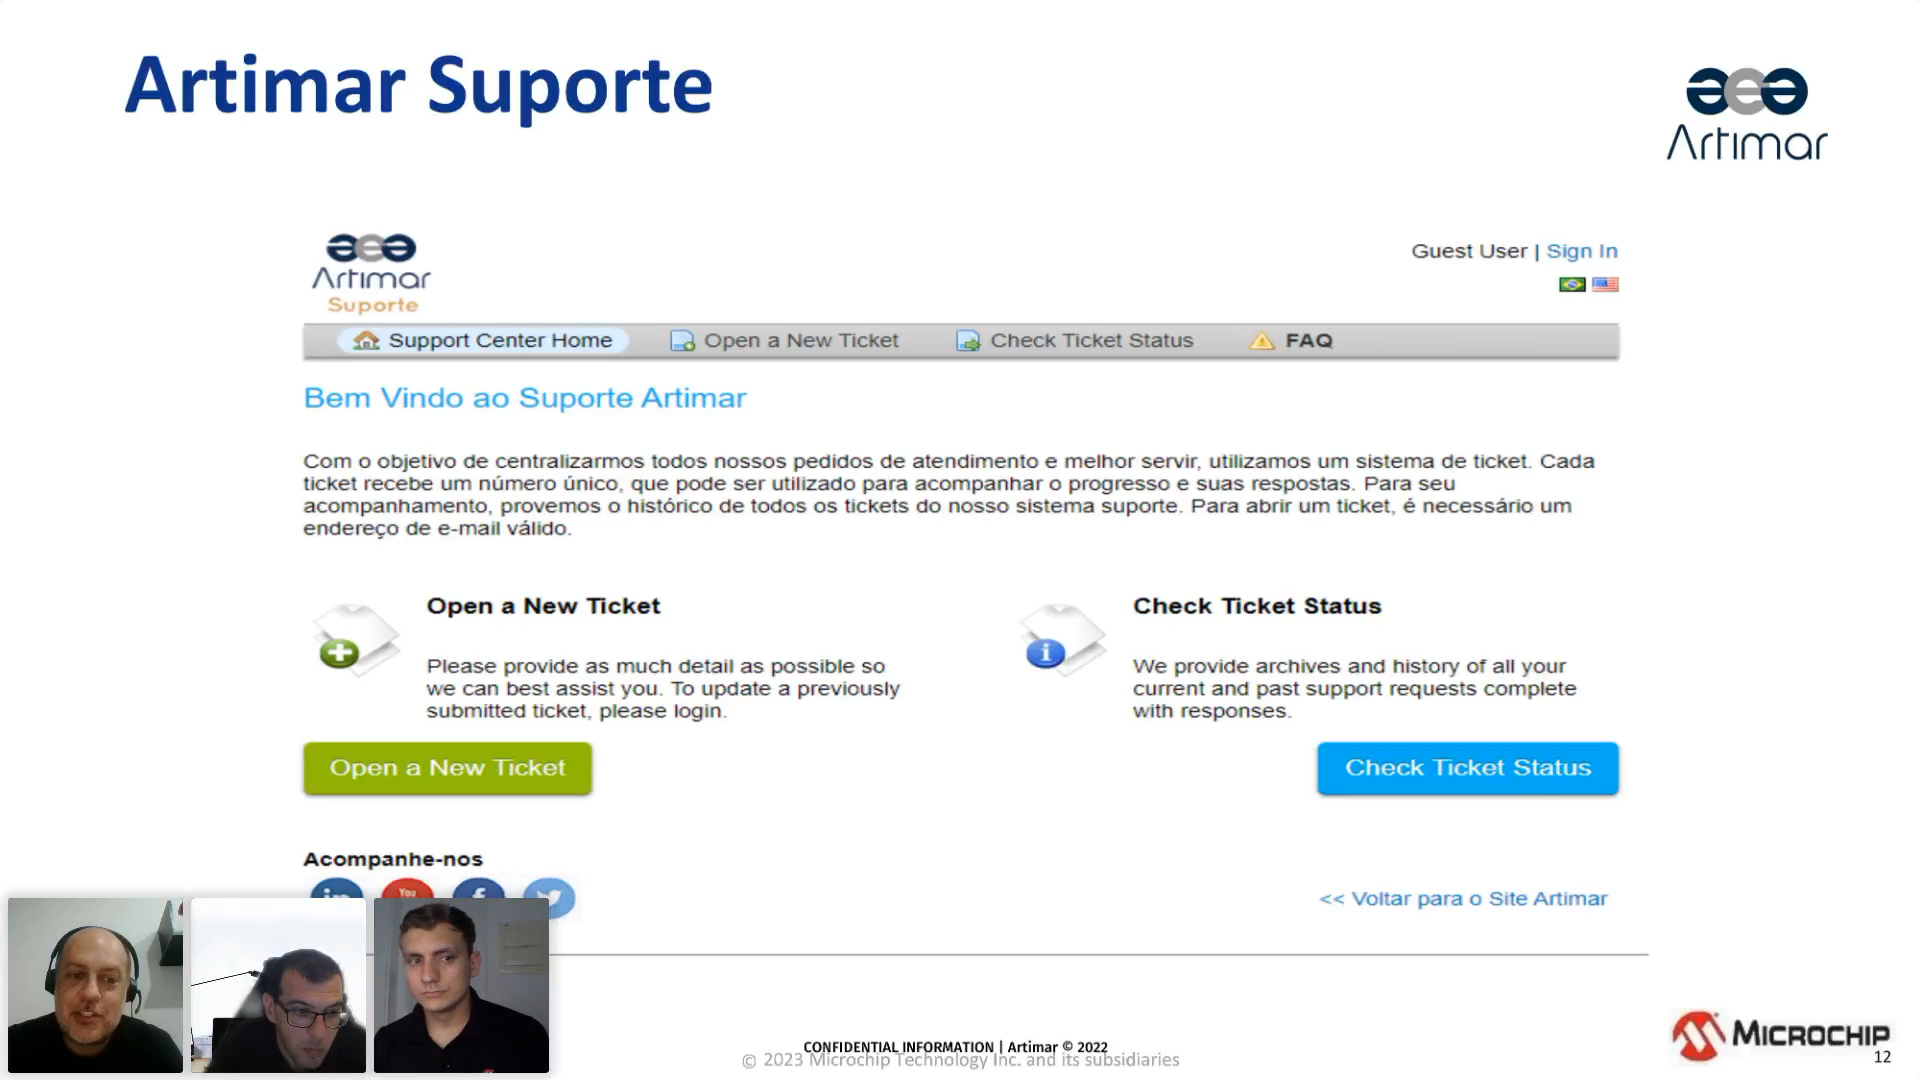 Artimar Suporte
Artimar
Artimar
Suporte
Guest User | Sign In
Support Center Home
Open a New Ticket
Check Ticket Status
FAQ
Bem Vindo ao Suporte Artimar
Com o objetivo de centralizarmos todos nossos pedidos de atendimento e melhor servir, utilizamos um sistema de ticket. Cada
ticket recebe um número único, que pode ser utilizado para acompanhar o progresso e suas respostas. Para seu
acompanhamento, provemos o histórico de todos os tickets do nosso sistema suporte. Para abrir um ticket, é necessário um
endereço de e-mail válido.
Open a New Ticket
Please provide as much detail as possible so
we can best assist you. To update a previously
submitted ticket, please login.
Open a New Ticket
Check Ticket Status
We provide archives and history of all your
current and past support requests complete
with responses.
Check Ticket Status
Acompanhe-nos
in
You
f
<< Voltar para o Site Artimar
CONFIDENTIAL INFORMATION | Artimar © 2022
© 2023 Microchip Technology Inc. and its subsidiaries
MICROCHIP
12